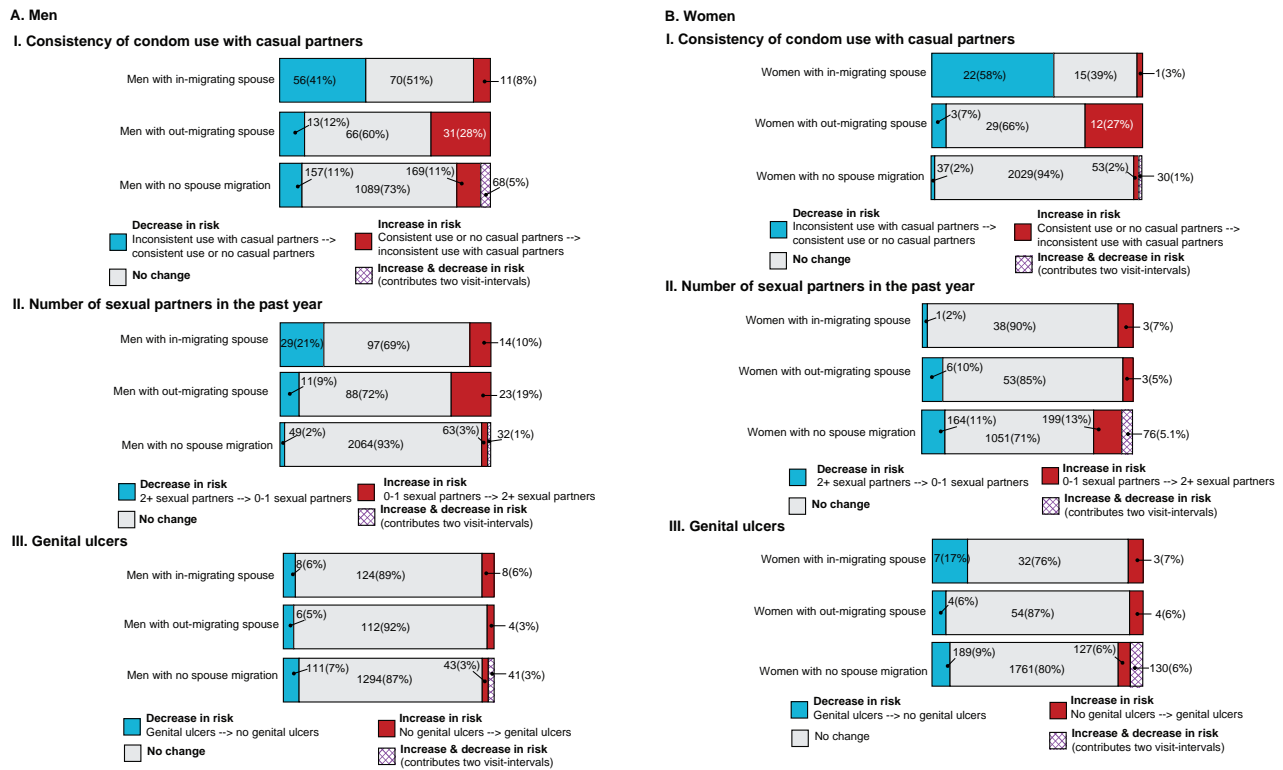 A. Men
I. Consistency of condom use with casual partners
Men with in-migrating spouse
56(41%)
70(51%)
11(8%)
Men with out-migrating spouse
13(12%)
66(60%)
31(28%)
Men with no spouse migration
157(11%)
1089(73%)
169(11%)
68(5%)
Decrease in risk
Inconsistent use with casual partners -->
consistent use or no casual partners
Increase in risk
Consistent use or no casual partners -->
inconsistent use with casual partners
No change
Increase & decrease in risk
(contributes two visit-intervals)
II. Number of sexual partners in the past year
Men with in-migrating spouse
29(21%)
97(69%)
14(10%)
Men with out-migrating spouse
11(9%)
88(72%)
23(19%)
Men with no spouse migration
49(2%)
2064(93%)
63(3%)
32(1%)
Decrease in risk
2+ sexual partners --> 0-1 sexual partners
Increase in risk
0-1 sexual partners --> 2+ sexual partners
No change
Increase & decrease in risk
(contributes two visit-intervals)
III. Genital ulcers
Men with in-migrating spouse
8(6%)
124(89%)
8(6%)
Men with out-migrating spouse
6(5%)
112(92%)
4(3%)
Men with no spouse migration
111(7%)
1294(87%)
43(3%)
41(3%)
Decrease in risk
Genital ulcers --> no genital ulcers
Increase in risk
No genital ulcers --> genital ulcers
No change
Increase & decrease in risk
(contributes two visit-intervals)
B. Women
I. Consistency of condom use with casual partners
Women with in-migrating spouse
22(58%)
15(39%)
1(3%)
Women with out-migrating spouse
3(7%)
29(66%)
12(27%)
Women with no spouse migration
37(2%)
2029(94%)
53(2%)
30(1%)
Decrease in risk
Inconsistent use with casual partners -->
consistent use or no casual partners
Increase in risk
Consistent use or no casual partners -->
inconsistent use with casual partners
No change
Increase & decrease in risk
(contributes two visit-intervals)
II. Number of sexual partners in the past year
Women with in-migrating spouse
1(2%)
38(90%)
3(7%)
Women with out-migrating spouse
6(10%)
53(85%)
3(5%)
Women with no spouse migration
164(11%)
1051(71%)
199(13%)
76(5.1%)
Decrease in risk
2+ sexual partners --> 0-1 sexual partners
Increase in risk
0-1 sexual partners --> 2+ sexual partners
No change
Increase & decrease in risk
(contributes two visit-intervals)
III. Genital ulcers
Women with in-migrating spouse
7(17%)
32(76%)
3(7%)
Women with out-migrating spouse
4(6%)
54(87%)
4(6%)
Women with no spouse migration
189(9%)
1761(80%)
127(6%)
130(6%)
Decrease in risk
Genital ulcers --> no genital ulcers
Increase in risk
No genital ulcers --> genital ulcers
No change
Increase & decrease in risk
(contributes two visit-intervals)